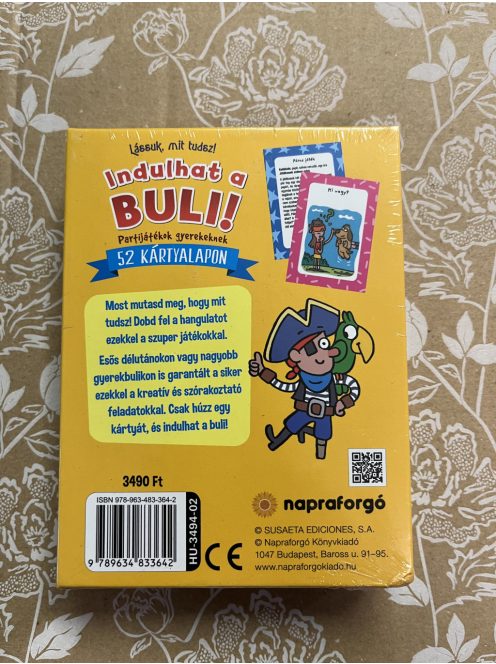 Lássuk, mit tudsz!
Indulhat a
BULI!
Partijátékok gyerekeknek
52 KÁRTYALAPON
Páros játék
Mi vagy?
Most mutasd meg, hogy mit
tudsz! Dobd fel a hangulatot
ezekkel a szuper játékokkal.
Esős délutánokon vagy nagyobb
gyerekbulikon is garantált a siker
ezekkel a kreatív és szórakoztató
feladatokkal. Csak húzz egy
kártyát, és indulhat a buli!
3490 Ft
ISBN 978-963-483-364-2
9 789634 833642
HU-3494-02
CE
napraforgó
© SUSAETA EDICIONES, S.A.
© Napraforgó Könyvkiadó
1047 Budapest, Baross u. 91–95.
www.napraforgokiado.hu